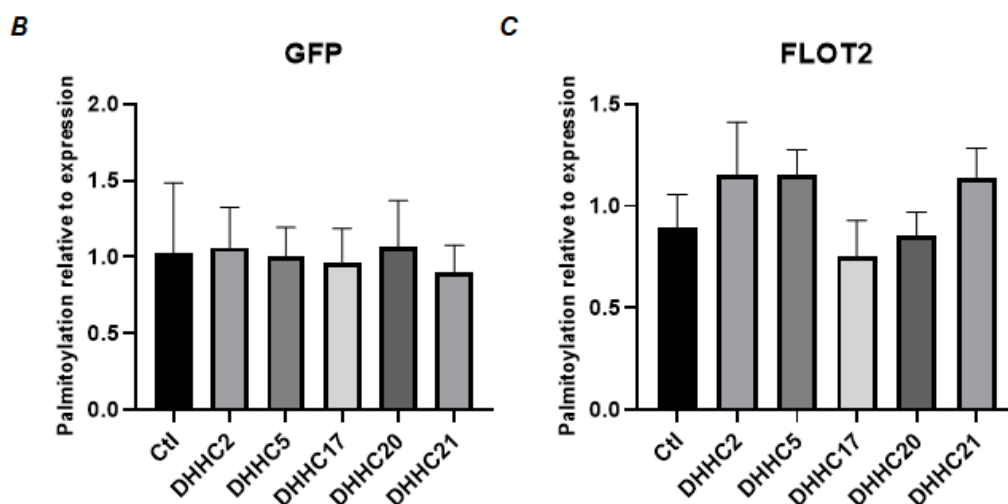 B
GFP
Palmitoylation relative to expression
2.0
1.5
1.0
0.5
0.0
Ctl
DHHC2
DHHC5
DHHC17
DHHC20
DHHC21
C
FLOT2
Palmitoylation relative to expression
1.5
1.0
0.5
0.0
Ctl
DHHC2
DHHC5
DHHC17
DHHC20
DHHC21